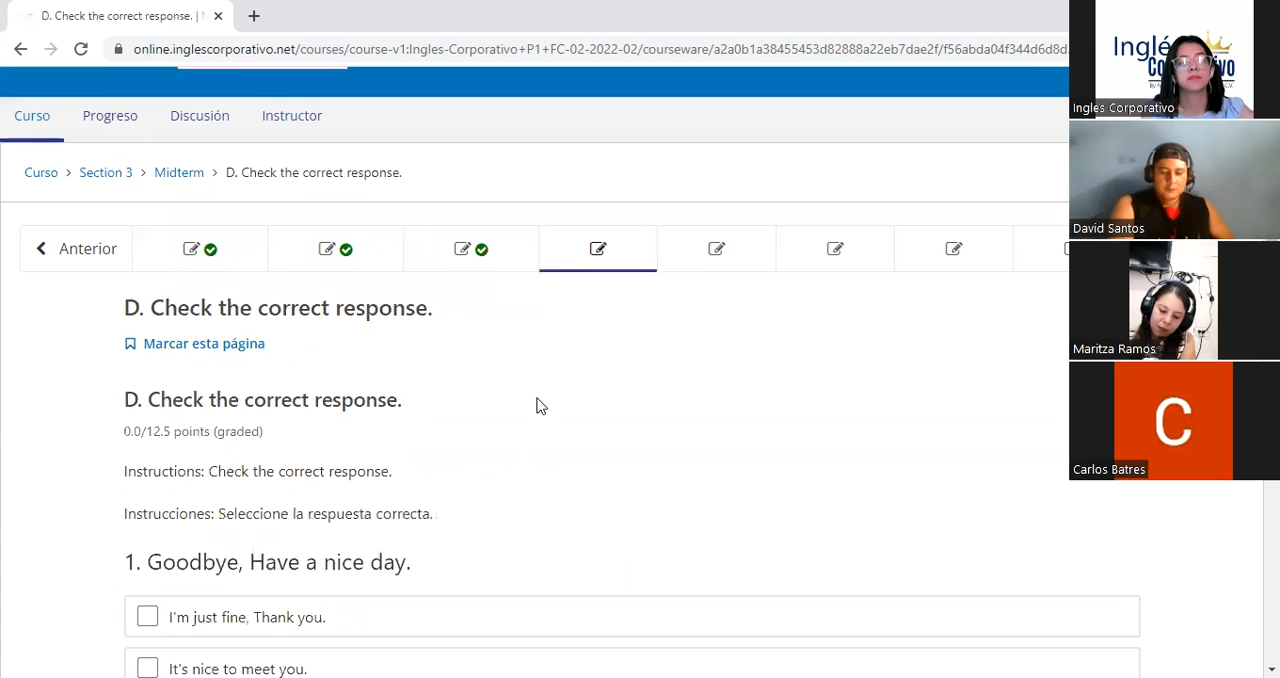 D. Check the correct response. |
online.inglescorporativo.net/courses/course-v1:Ingles-Corporativo+P1+FC-02-2022-02/courseware/a2a0b1a38455453d82888a22eb7dae2f/f56abda04f344d6d8d
Curso
Progreso
Discusión
Instructor
Curso > Section 3 > Midterm > D. Check the correct response.
Anterior
D. Check the correct response.
Marcar esta página
D. Check the correct response.
0.0/12.5 points (graded)
Instructions: Check the correct response.
Instrucciones: Seleccione la respuesta correcta.
1. Goodbye, Have a nice day.
I'm just fine, Thank you.
It's nice to meet you.
Ingles Corporativo
David Santos
Maritza Ramos
C
Carlos Batres